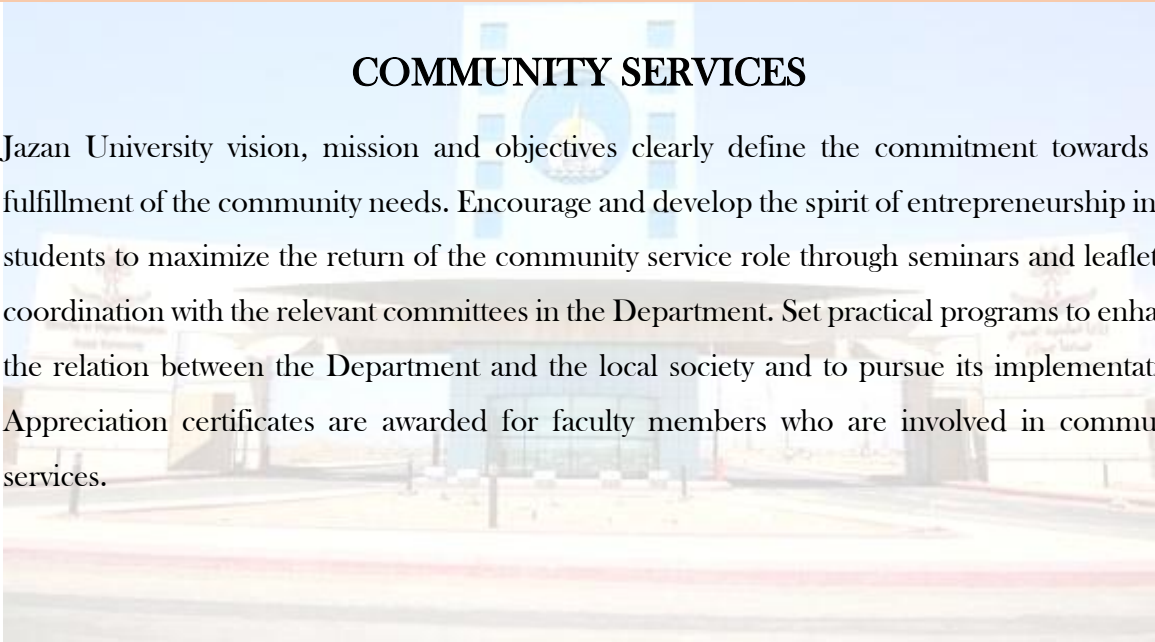 COMMUNITY SERVICES
Jazan University vision, mission and objectives clearly define the commitment towards
fulfillment of the community needs. Encourage and develop the spirit of entrepreneurship in
students to maximize the return of the community service role through seminars and leaflet
coordination with the relevant committees in the Department. Set practical programs to enha
the relation between the Department and the local society and to pursue its implementat
Appreciation certificates are awarded for faculty members who are involved in commu
services.